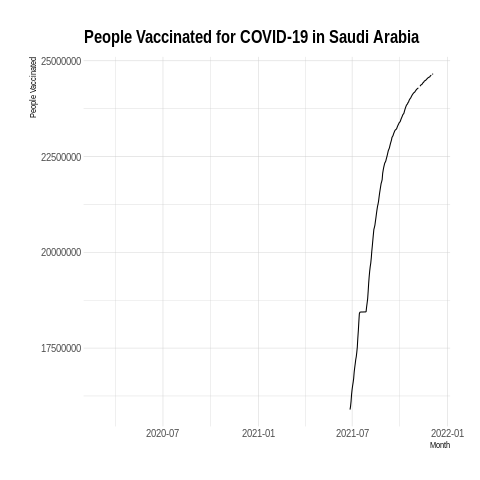 People Vaccinated for COVID-19 in Saudi Arabia
People Vaccinated
25000000
22500000
20000000
17500000
2020-07 2021-01 2021-07 2022-01
Month